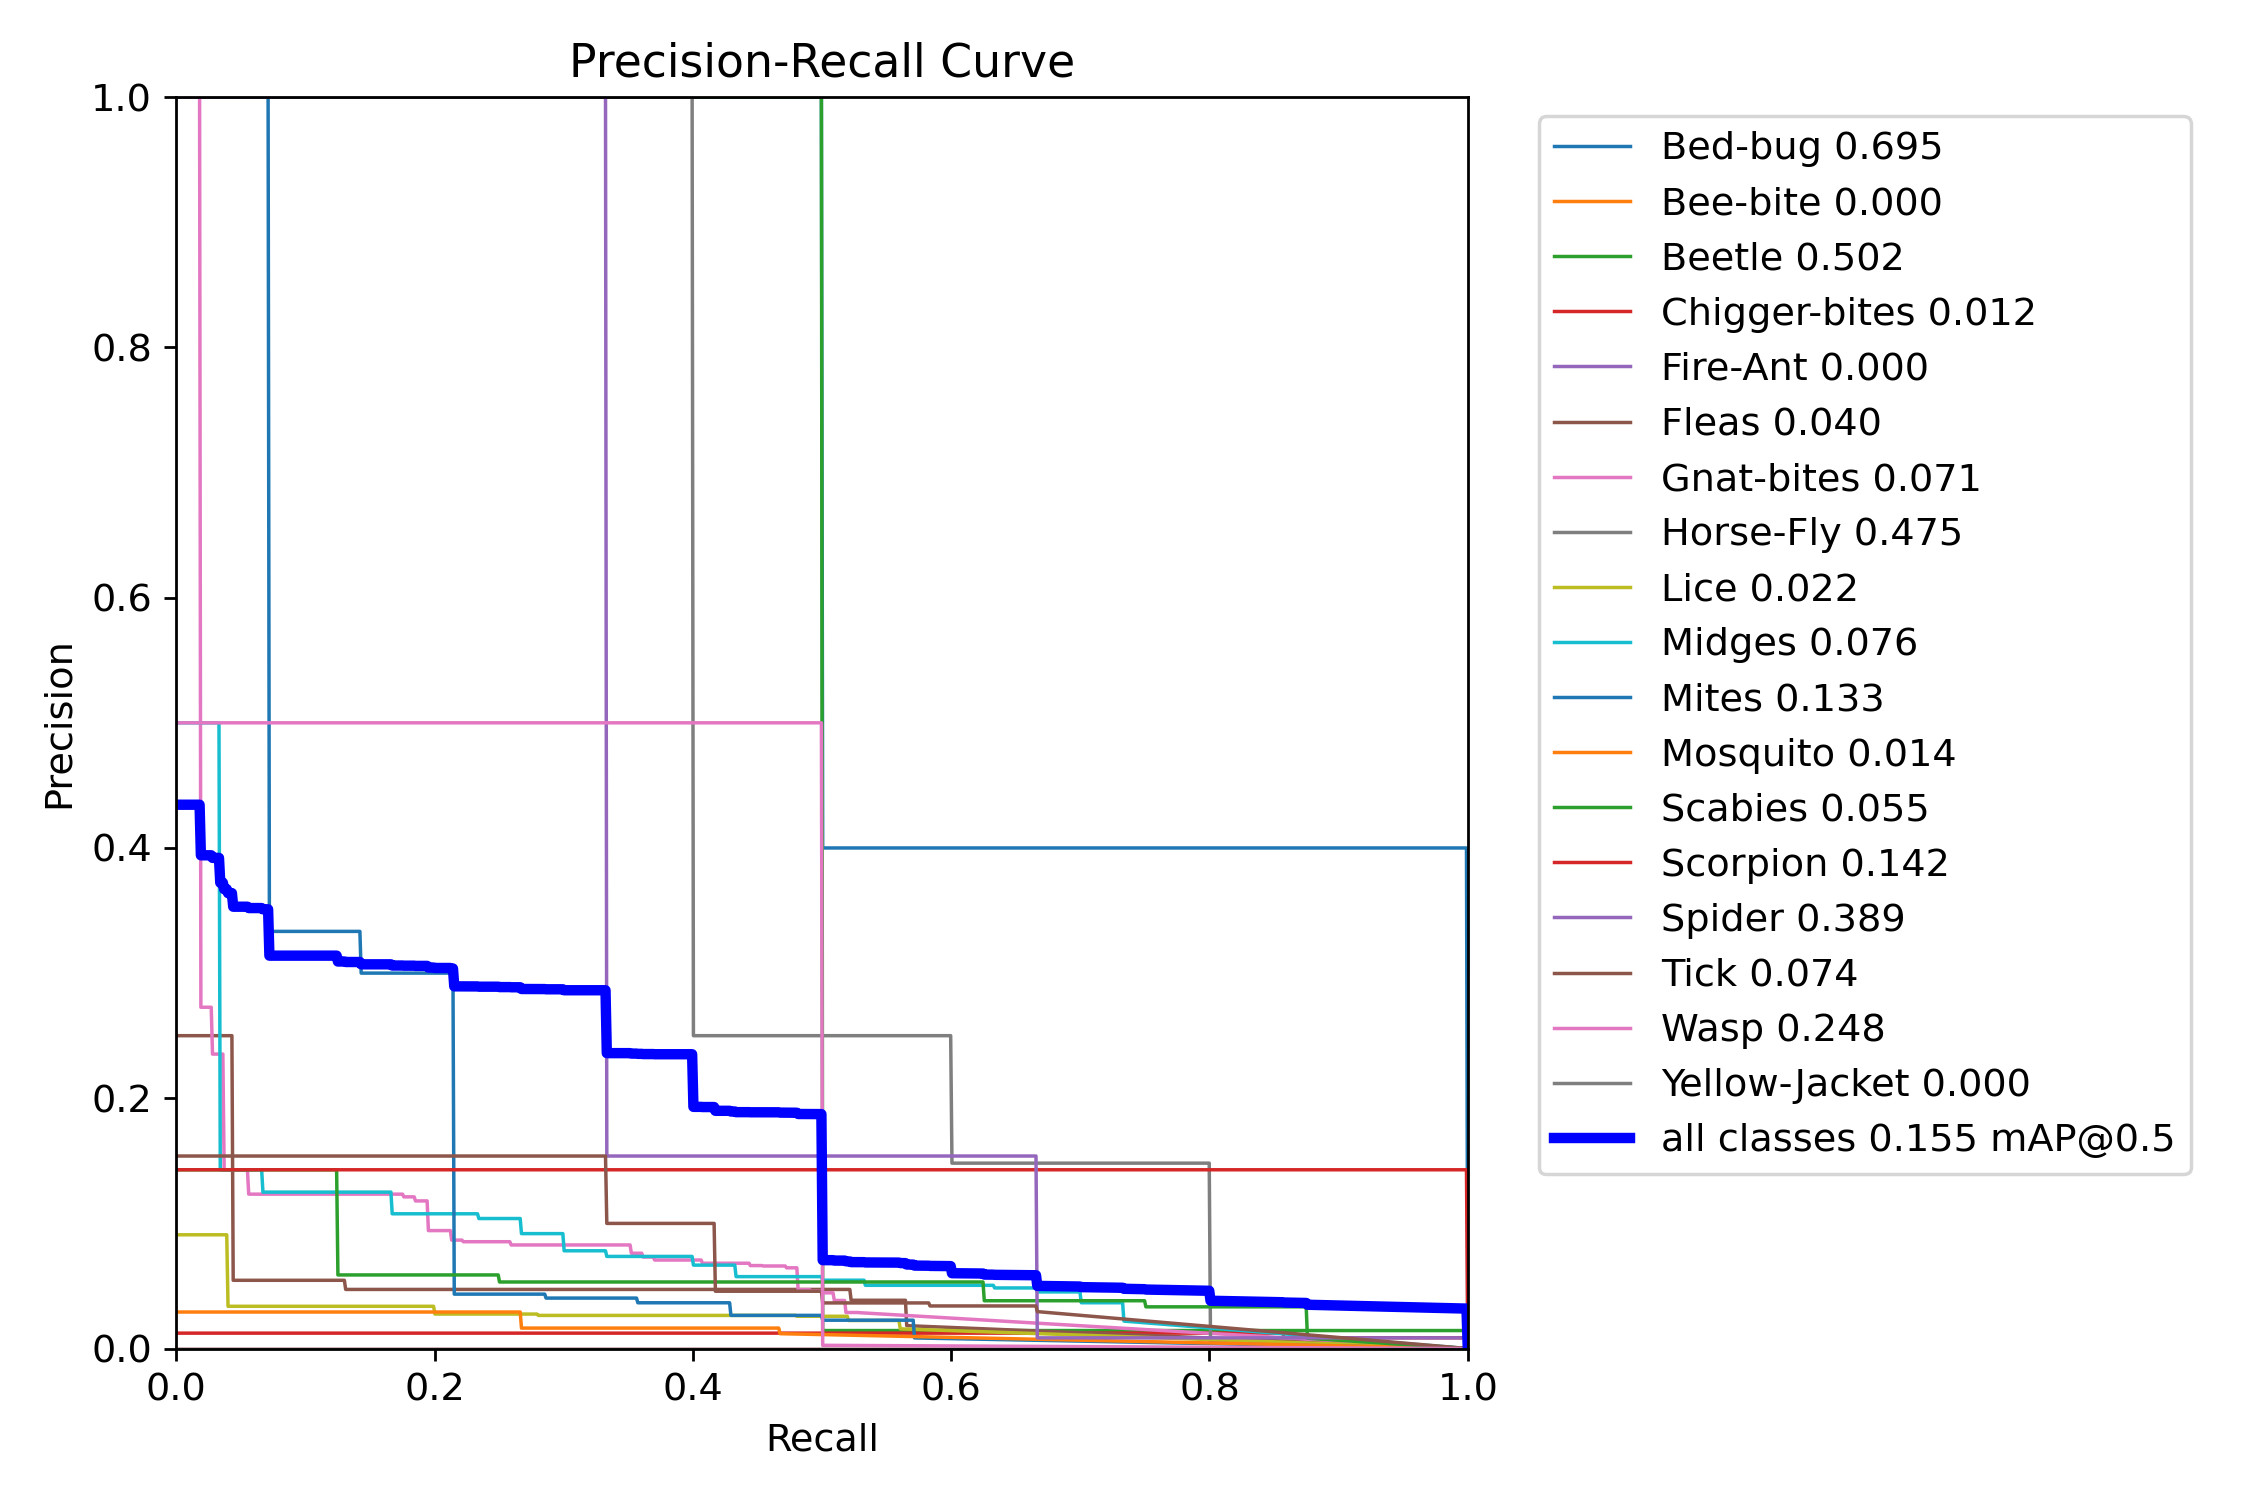 Precision-Recall Curve
1.0
0.8
0.6
0.4
0.2
0.0
Precision
0.0 0.2 0.4 0.6 0.8 1.0
Recall
Bed-bug 0.695
Bee-bite 0.000
Beetle 0.502
Chigger-bites 0.012
Fire-Ant 0.000
Fleas 0.040
Gnat-bites 0.071
Horse-Fly 0.475
Lice 0.022
Midges 0.076
Mites 0.133
Mosquito 0.014
Scabies 0.055
Scorpion 0.142
Spider 0.389
Tick 0.074
Wasp 0.248
Yellow-Jacket 0.000
all classes 0.155 mAP@0.5